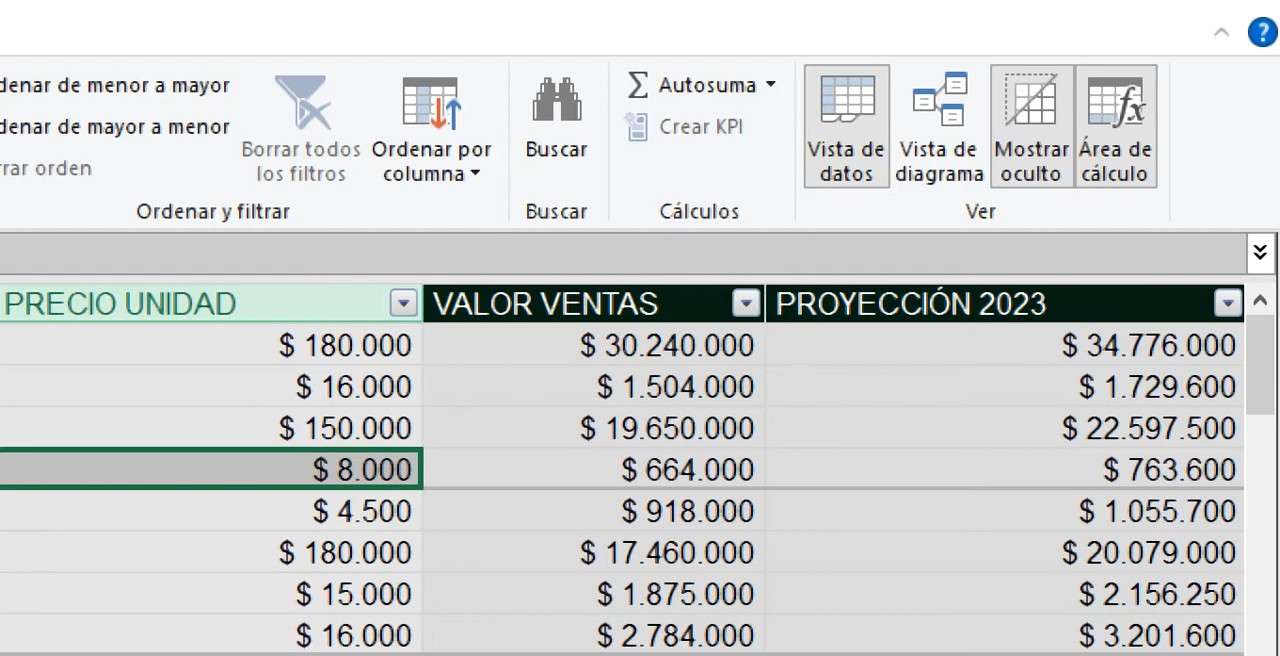 ?
denar de menor a mayor
denar de mayor a menor
rar orden
Borrar todos
los filtros
Ordenar por
columna
Ordenar y filtrar
Buscar
Buscar
Σ Autosuma
Crear KPI
Cálculos
Vista de
datos
Vista de
diagrama
Mostrar
oculto
fx
Área de
cálculo
Ver
PRECIO UNIDAD VALOR VENTAS PROYECCIÓN 2023
$ 180.000 $ 30.240.000 $ 34.776.000
$ 16.000 $ 1.504.000 $ 1.729.600
$ 150.000 $ 19.650.000 $ 22.597.500
$ 8.000 $ 664.000 $ 763.600
$ 4.500 $ 918.000 $ 1.055.700
$ 180.000 $ 17.460.000 $ 20.079.000
$ 15.000 $ 1.875.000 $ 2.156.250
$ 16.000 $ 2.784.000 $ 3.201.600